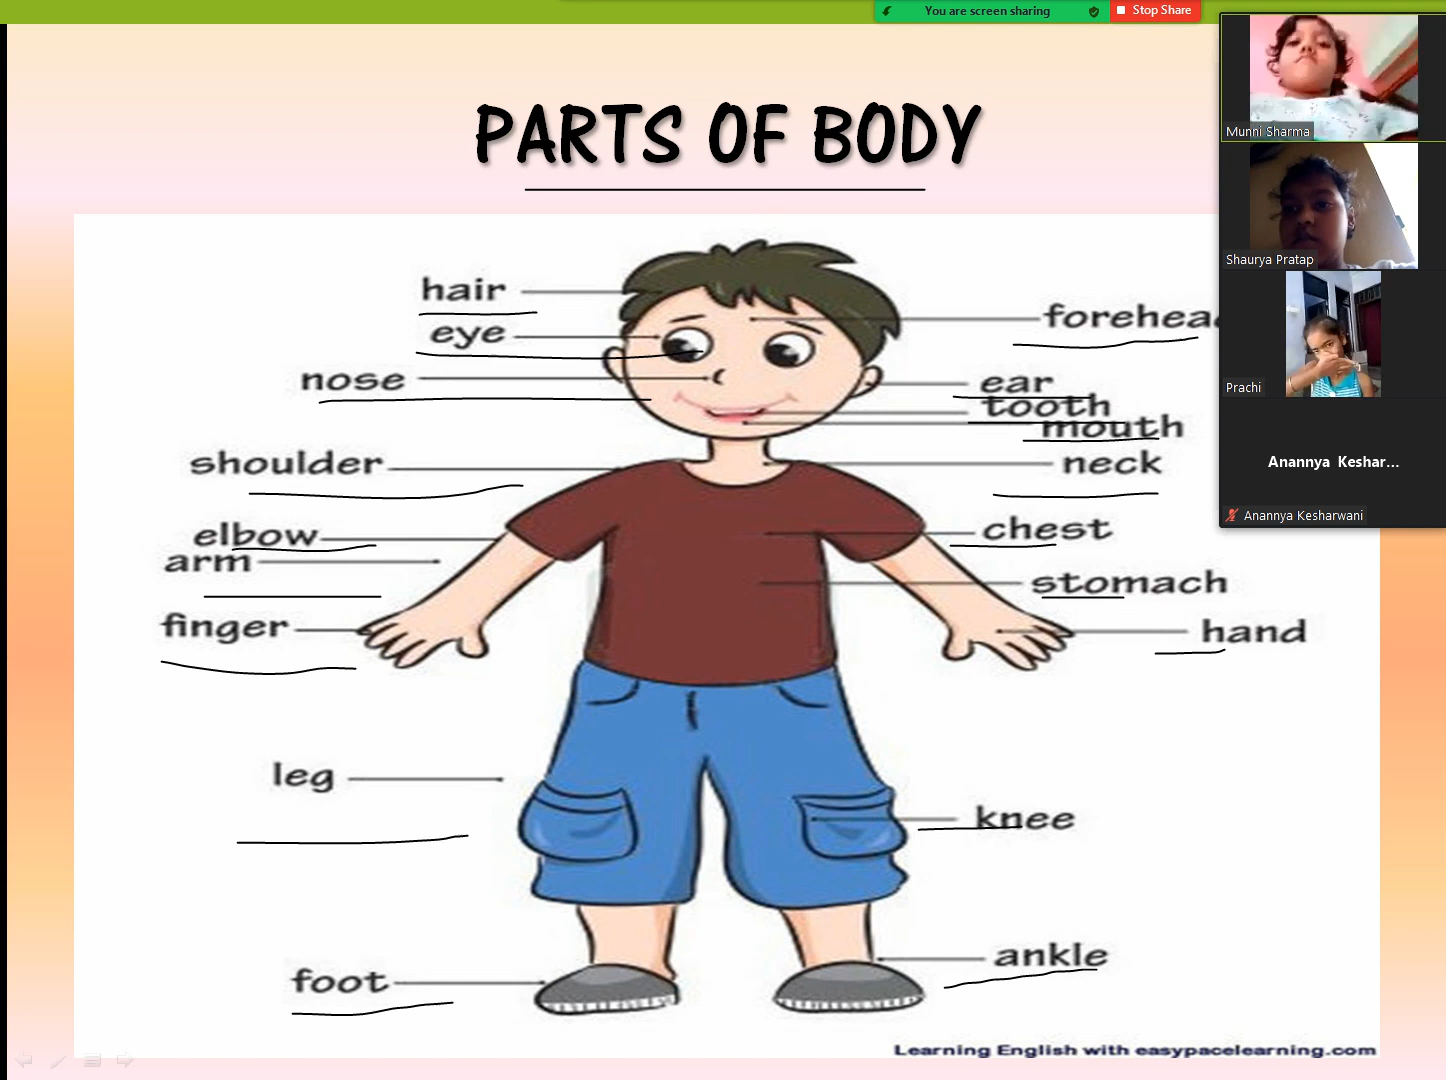 You are screen sharing
Stop Share
PARTS OF BODY
Munni Sharma
Shaurya Pratap
Prachi
Anannya Keshar...
Anannya Kesharwani
hair
eye
nose
shoulder
elbow
arm
finger
leg
foot
forehea
ear
tooth
mouth
neck
chest
stomach
hand
knee
ankle
Learning English with easypacelearning.com